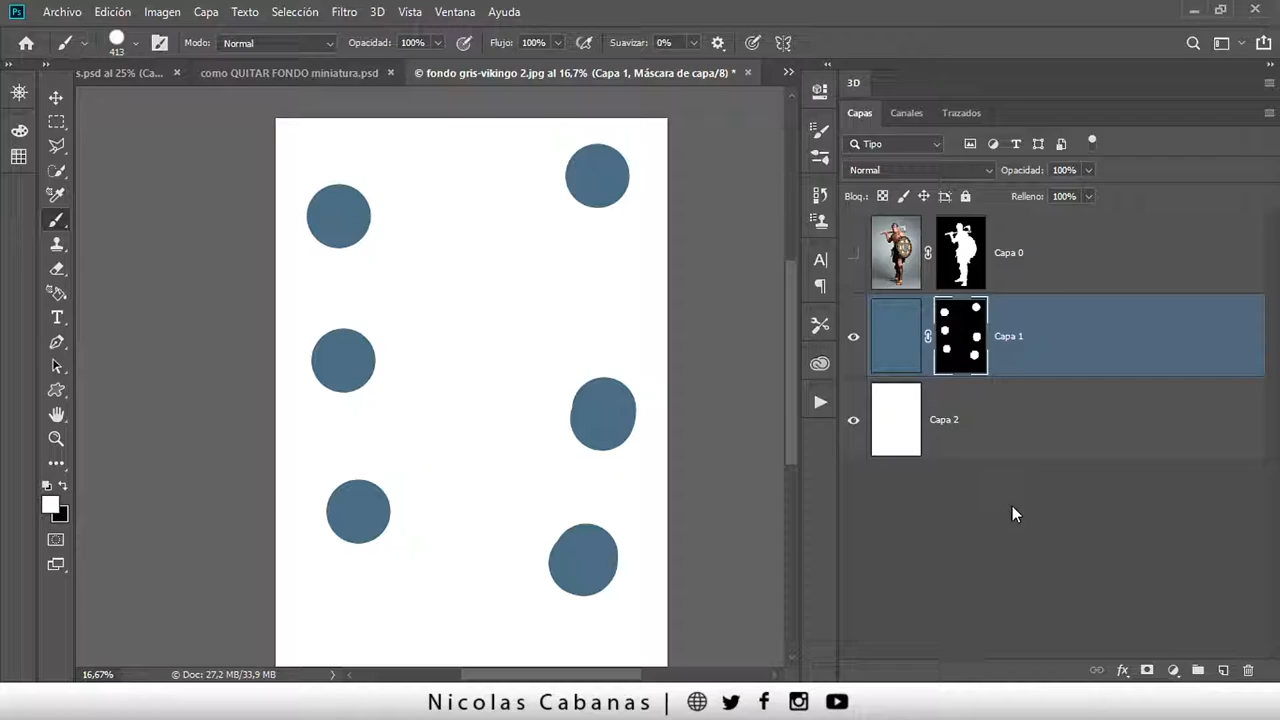 Ps Archivo Edición Imagen Capa Texto Selección Filtro 3D Vista Ventana Ayuda
413 Modo: Normal Opacidad: 100% Flujo: 100% Suavizar: 0%
s.psd al 25% (Ca... × como QUITAR FONDO miniatura.psd × © fondo gris-vikingo 2.jpg al 16,7% (Capa 1, Máscara de capa/8) * ×
3D
Capas Canales Trazados
Tipo
Normal Opacidad: 100%
Bloq.: Relleno: 100%
Capa 0
Capa 1
Capa 2
16,67% © Doc: 27,2 MB/33,9 MB
Nicolas Cabanas |